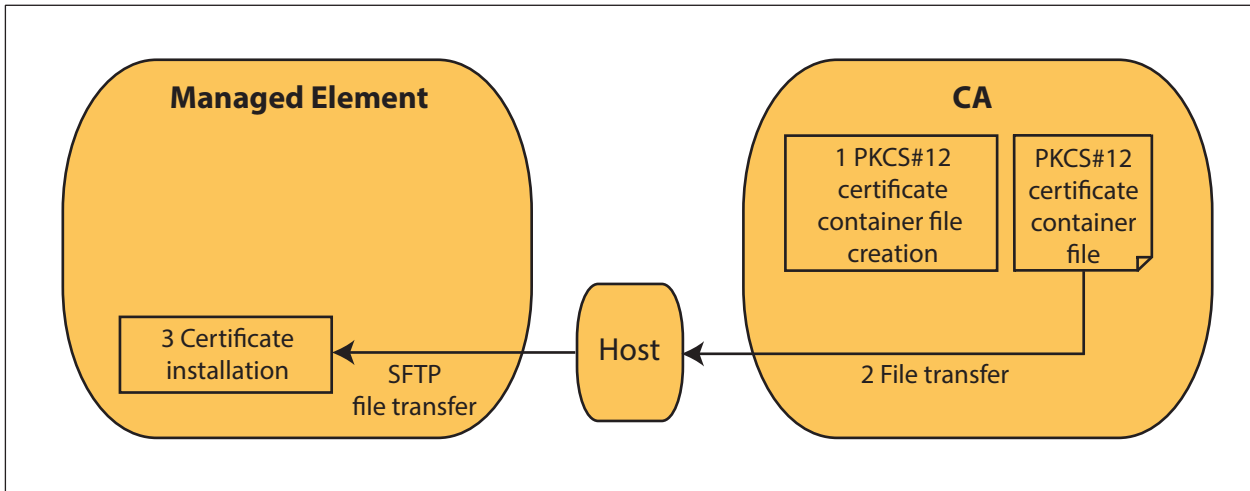 Managed Element
3 Certificate
installation
SFTP
file transfer
Host
CA
1 PKCS#12
certificate
container file
creation
PKCS#12
certificate
container
file
2 File transfer